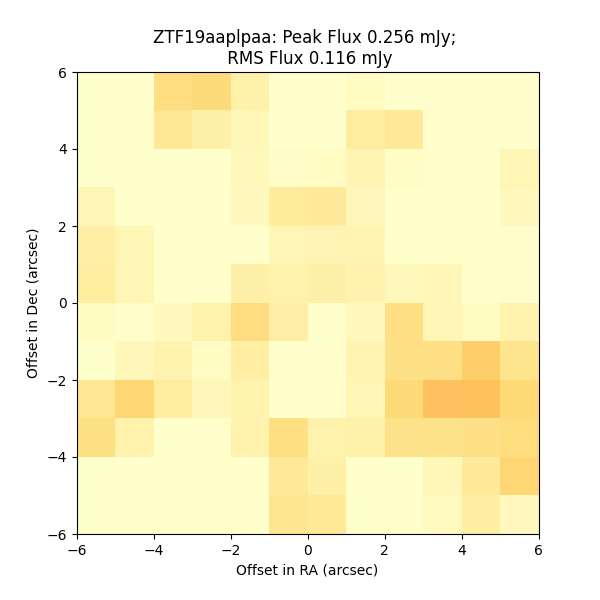 ZTF19aaplpaa: Peak Flux 0.256 mJy;
RMS Flux 0.116 mJy
6
4
2
0
−2
−4
−6
Offset in Dec (arcsec)
−6 −4 −2 0 2 4 6
Offset in RA (arcsec)